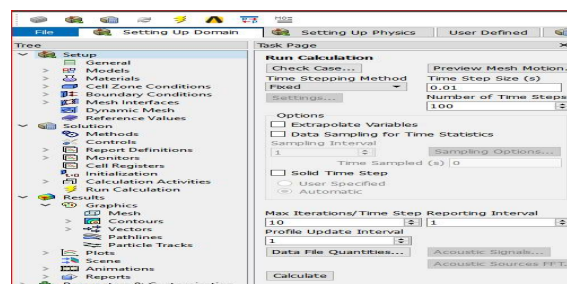 File
Setting Up Domain
Setting Up Physics
User Defined
Tree
Setup
General
Models
Materials
Cell Zone Conditions
Boundary Conditions
Mesh Interfaces
Dynamic Mesh
Reference Values
Solution
Methods
Controls
Report Definitions
Monitors
Cell Registers
Initialization
Calculation Activities
Run Calculation
Results
Graphics
Mesh
Contours
Vectors
Pathlines
Particle Tracks
Plots
Scene
Animations
Reports
Task Page
Run Calculation
Check Case... Preview Mesh Motion.
Time Stepping Method Time Step Size (s)
Fixed 0.01
Settings... Number of Time Steps
100
Options
Extrapolate Variables
Data Sampling for Time Statistics
Sampling Interval
1 Sampling Options...
Time Sampled (s) 0
Solid Time Step
User Specified
Automatic
Max Iterations/Time Step Reporting Interval
10 1
Profile Update Interval
1
Data File Quantities... Acoustic Signals...
Acoustic Sources FFT.
Calculate